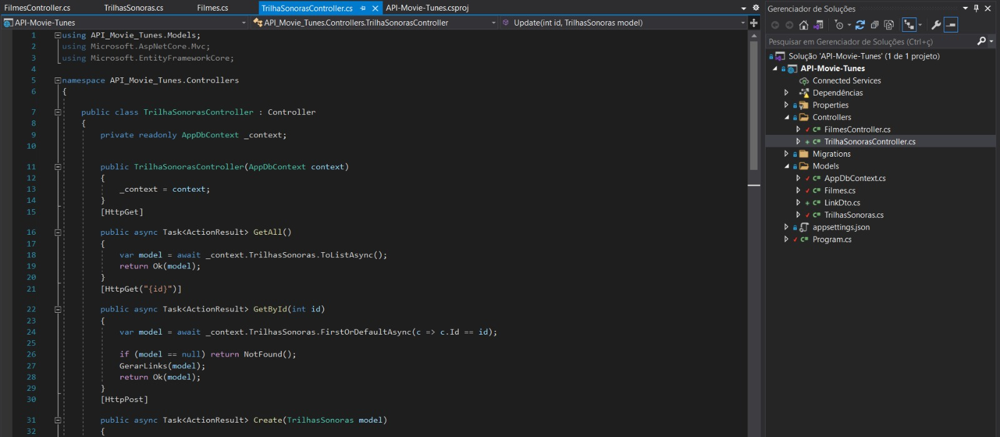 FilmesController.cs TrilhasSonoras.cs Filmes.cs TrilhaSonorasController.cs API-Movie-Tunes.csproj
API-Movie-Tunes API_Movie_Tunes.Controllers.TrilhaSonorasController Update(int id, TrilhasSonoras model)
1 using API_Movie_Tunes.Models;
2 using Microsoft.AspNetCore.Mvc;
3 using Microsoft.EntityFrameworkCore;
4
5 namespace API_Movie_Tunes.Controllers
6 {
7 public class TrilhaSonorasController : Controller
8 {
9 private readonly AppDbContext _context;
10
11 public TrilhaSonorasController(AppDbContext context)
12 {
13 _context = context;
14 }
15 [HttpGet]
16 public async Task<ActionResult> GetAll()
17 {
18 var model = await _context.TrilhasSonoras.ToListAsync();
19 return Ok(model);
20 }
21 [HttpGet("{id}")]
22 public async Task<ActionResult> GetById(int id)
23 {
24 var model = await _context.TrilhasSonoras.FirstOrDefaultAsync(c => c.Id == id);
25
26 if (model == null) return NotFound();
27 GerarLinks(model);
28 return Ok(model);
29 }
30 [HttpPost]
31 public async Task<ActionResult> Create(TrilhasSonoras model)
32 {
Gerenciador de Soluções
Pesquisar em Gerenciador de Soluções (Ctrl+ç)
Solução 'API-Movie-Tunes' (1 de 1 projeto)
API-Movie-Tunes
Connected Services
Dependências
Properties
Controllers
C# FilmesController.cs
C# TrilhaSonorasController.cs
Migrations
Models
C# AppDbContext.cs
C# Filmes.cs
C# LinkDto.cs
C# TrilhasSonoras.cs
appsettings.json
C# Program.cs